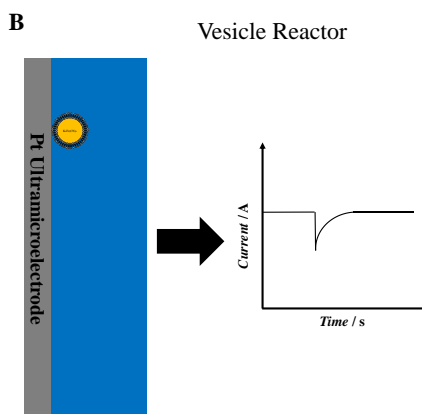 B
Vesicle Reactor
Pt Ultramicroelectrode
Current / A
Time / s